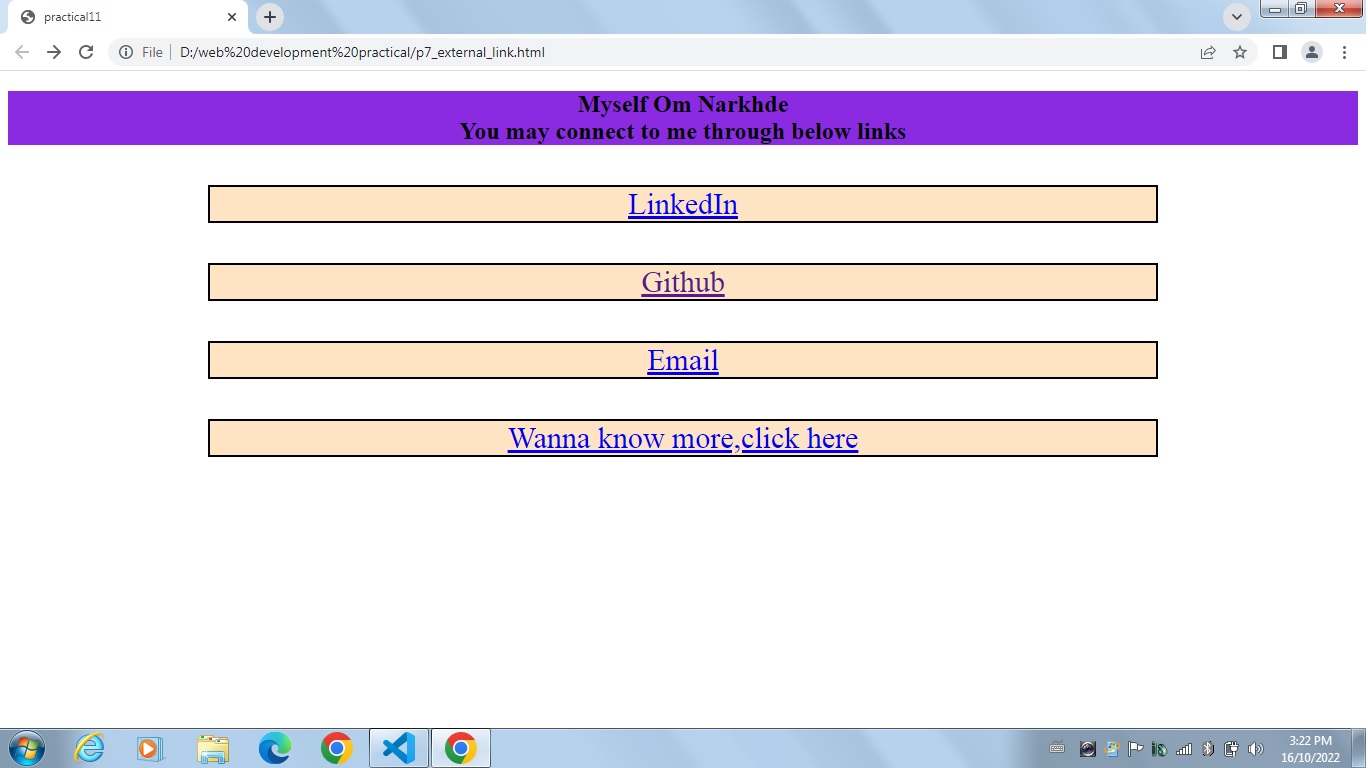 practical11
File
D:/web%20development%20practical/p7_external_link.html
Myself Om Narkhde
You may connect to me through below links
LinkedIn
Github
Email
Wanna know more,click here
3:22 PM
16/10/2022